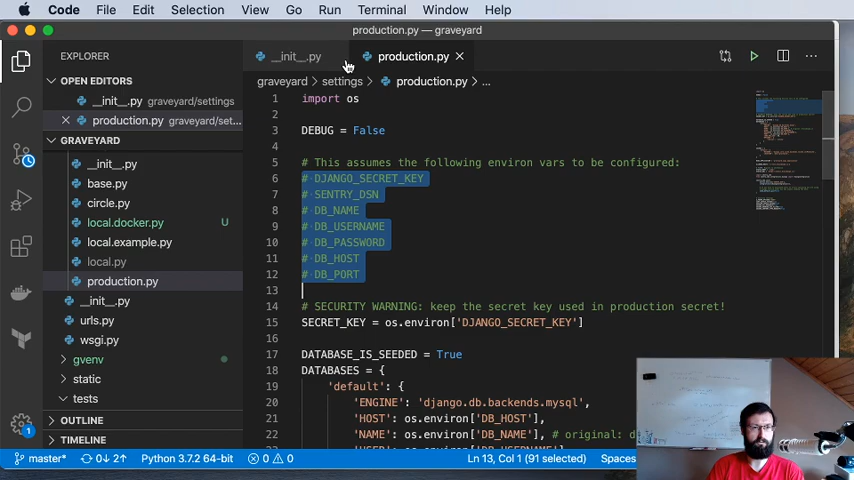 Code File Edit Selection View Go Run Terminal Window Help
production.py — graveyard
EXPLORER
__init__.py
production.py
OPEN EDITORS
__init__.py graveyard/settings
production.py graveyard/set...
GRAVEYARD
__init__.py
base.py
circle.py
local.docker.py U
local.example.py
local.py
production.py
__init__.py
urls.py
wsgi.py
gvenv
static
tests
OUTLINE
TIMELINE
1
graveyard > settings > production.py > ...
1 import os
2
3 DEBUG = False
4
5 # This assumes the following environ vars to be configured:
6 # DJANGO_SECRET_KEY
7 # SENTRY_DSN
8 # DB_NAME
9 # DB_USERNAME
10 # DB_PASSWORD
11 # DB_HOST
12 # DB_PORT
13
14 # SECURITY WARNING: keep the secret key used in production secret!
15 SECRET_KEY = os.environ['DJANGO_SECRET_KEY']
16
17 DATABASE_IS_SEEDED = True
18 DATABASES = {
19 'default': {
20 'ENGINE': 'django.db.backends.mysql',
21 'HOST': os.environ['DB_HOST'],
22 'NAME': os.environ['DB_NAME'], # original: d
master* 0↓ 2↑ Python 3.7.2 64-bit 0 0 Ln 13, Col 1 (91 selected) Spaces